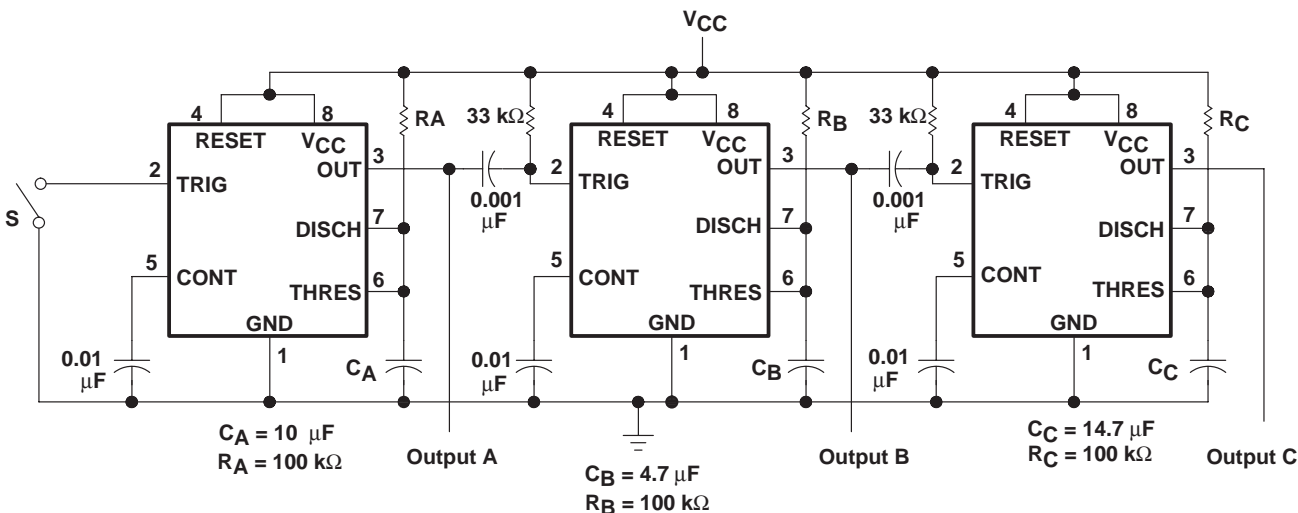 VCC
4
8
RESET
VCC
OUT
3
2
TRIG
DISCH
7
5
CONT
THRES
6
GND
1
S
0.01
μF
RA
33 kΩ
0.001
μF
CA
CA = 10 μF
RA = 100 kΩ
Output A
4
8
RESET
VCC
OUT
3
2
TRIG
DISCH
7
5
CONT
THRES
6
GND
1
0.01
μF
RB
33 kΩ
0.001
μF
CB
CB = 4.7 μF
RB = 100 kΩ
Output B
4
8
RESET
VCC
OUT
3
2
TRIG
DISCH
7
5
CONT
THRES
6
GND
1
0.01
μF
RC
CC
CC = 14.7 μF
RC = 100 kΩ
Output C